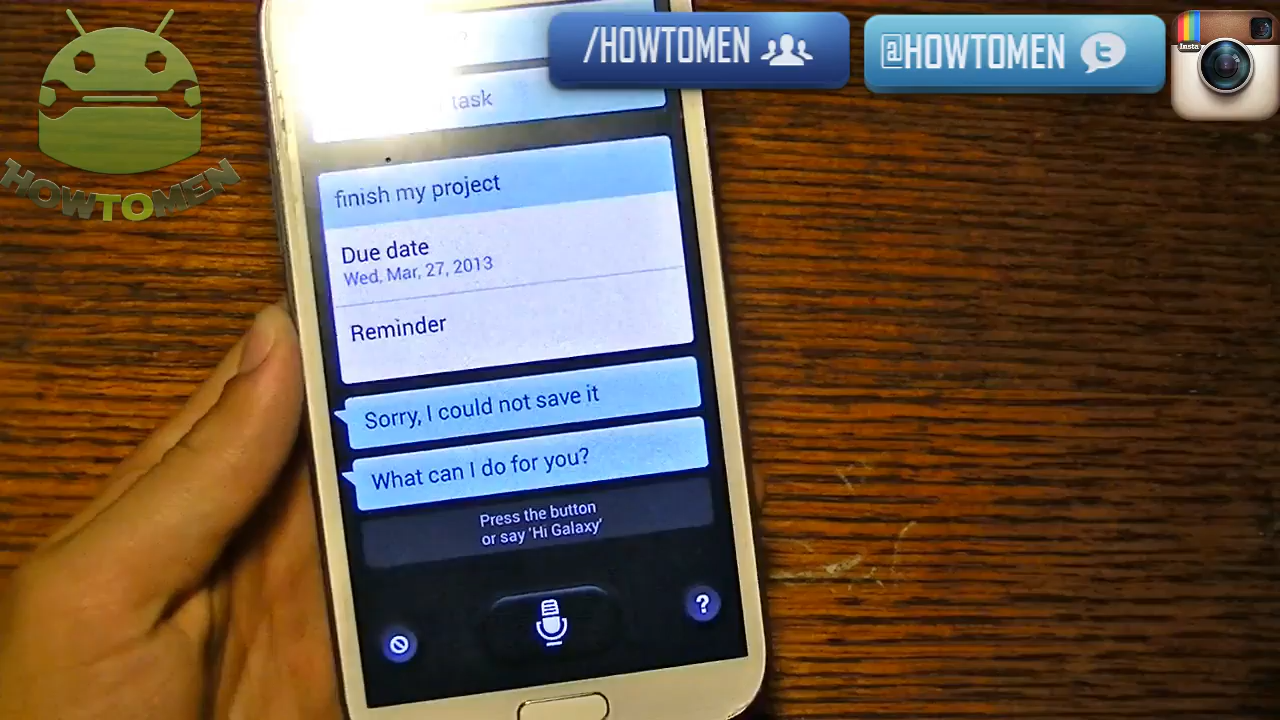 /HOWTOMEN
@HOWTOMEN
Insta
HOWTOMEN
task
finish my project
Due date
Wed, Mar, 27, 2013
Reminder
Sorry, I could not save it
What can I do for you?
Press the button
or say 'Hi Galaxy'
?